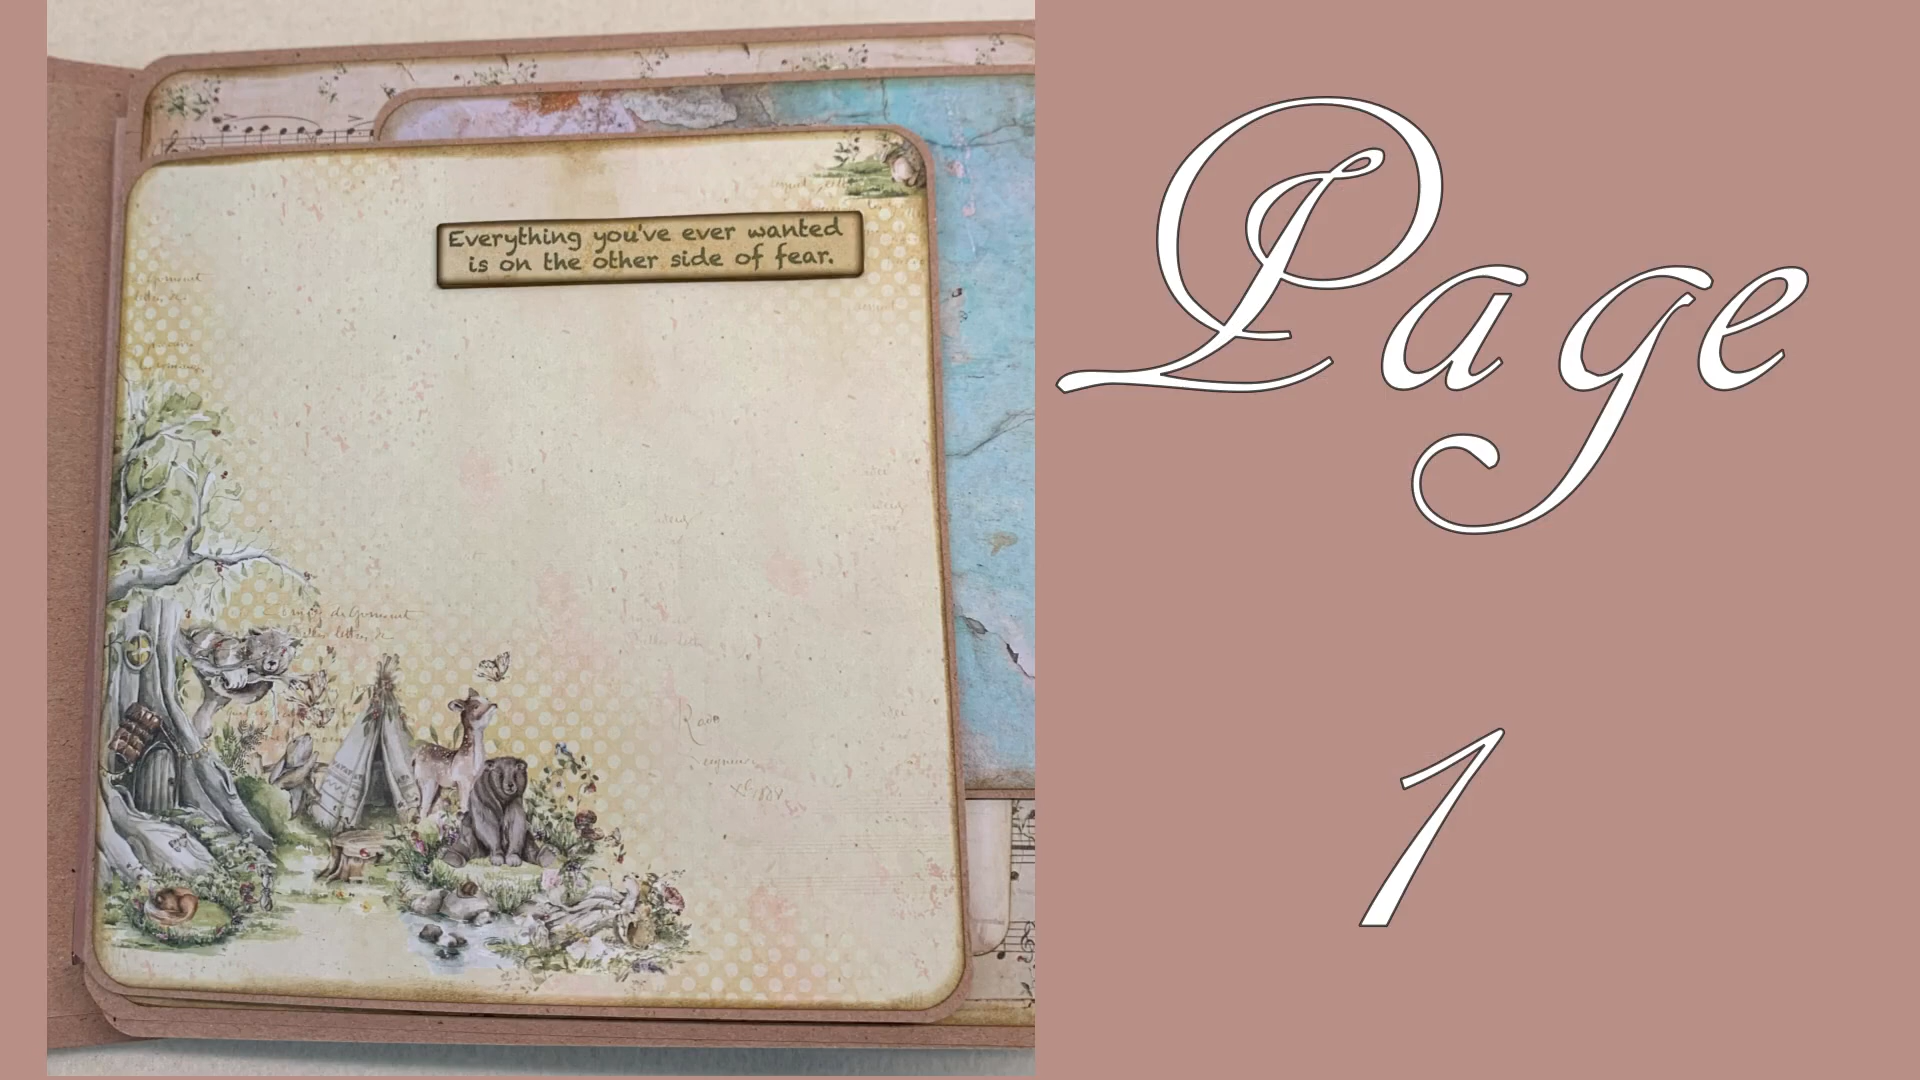 Everything you've ever wanted
is on the other side of fear.
Page
1